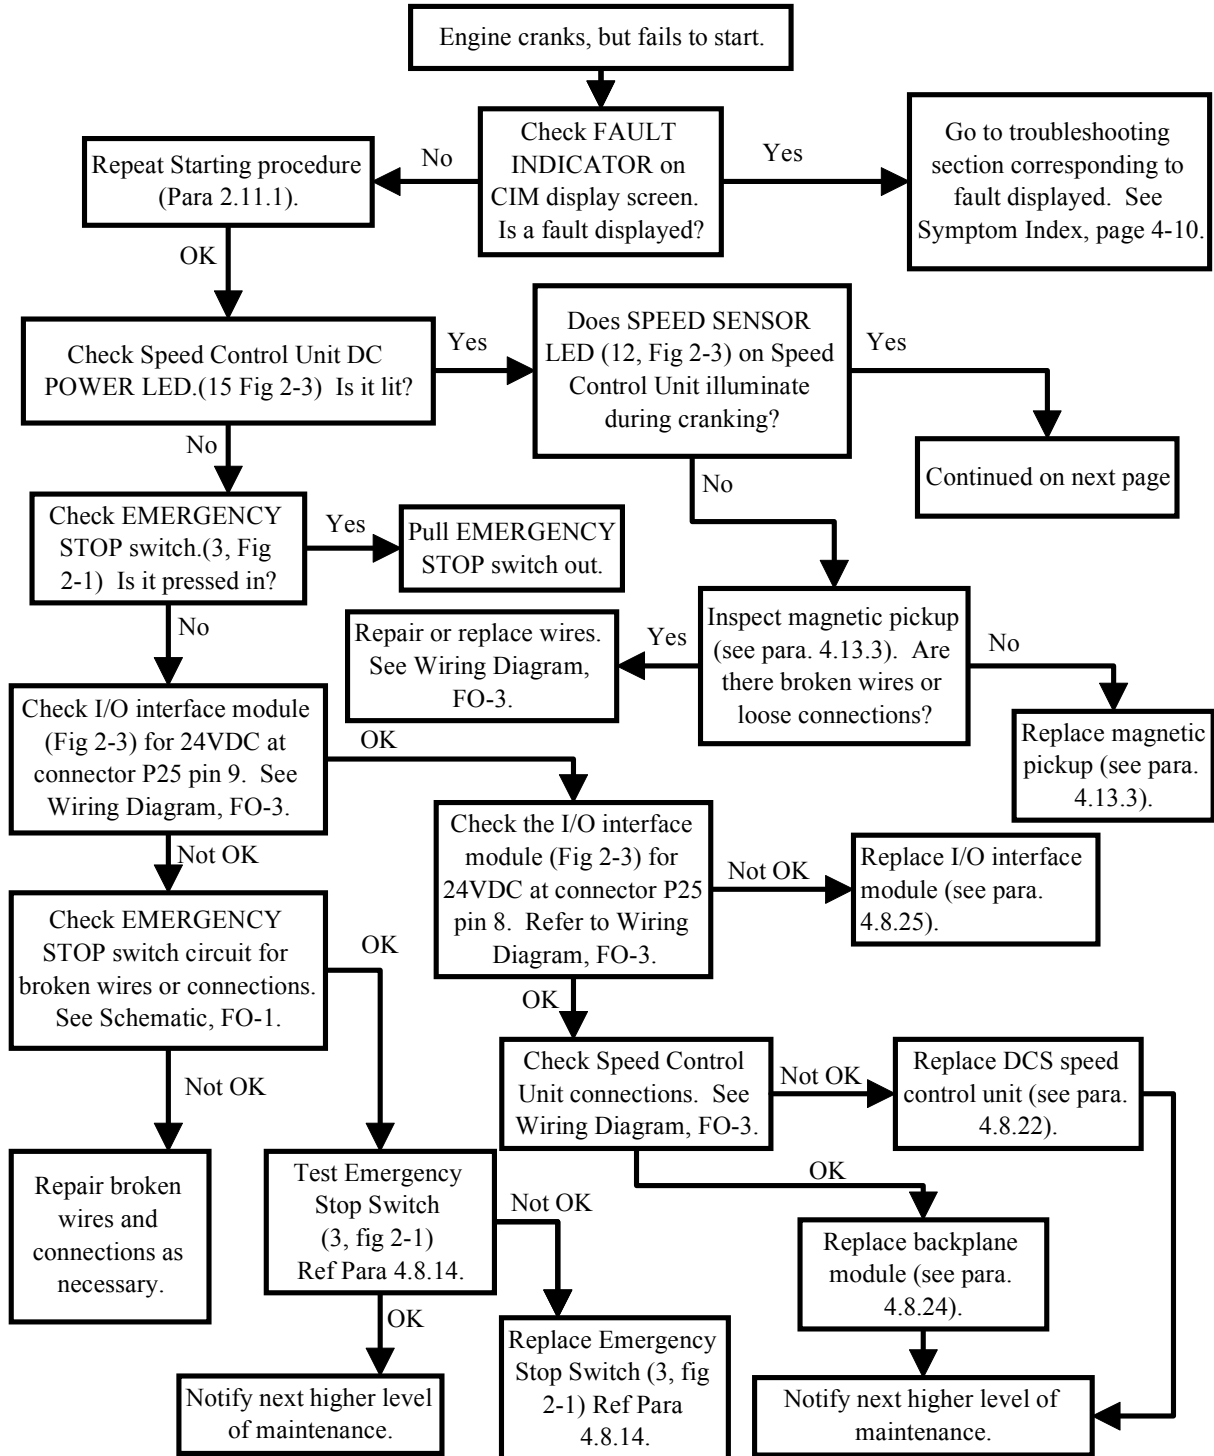 Engine cranks, but fails to start.
Check FAULT
INDICATOR on
CIM display screen.
Is a fault displayed?
No
Yes
Repeat Starting procedure
(Para 2.11.1).
Go to troubleshooting
section corresponding to
fault displayed. See
Symptom Index, page 4-10.
OK
Check Speed Control Unit DC
POWER LED.(15 Fig 2-3) Is it lit?
Yes
Does SPEED SENSOR
LED (12, Fig 2-3) on Speed
Control Unit illuminate
during cranking?
Yes
Continued on next page
No
No
Check EMERGENCY
STOP switch.(3, Fig
2-1) Is it pressed in?
Yes
Pull EMERGENCY
STOP switch out.
No
Inspect magnetic pickup
(see para. 4.13.3). Are
there broken wires or
loose connections?
Yes
Repair or replace wires.
See Wiring Diagram,
FO-3.
No
Replace magnetic
pickup (see para.
4.13.3).
Check I/O interface module
(Fig 2-3) for 24VDC at
connector P25 pin 9. See
Wiring Diagram, FO-3.
OK
Check the I/O interface
module (Fig 2-3) for
24VDC at connector P25
pin 8. Refer to Wiring
Diagram, FO-3.
Not OK
Replace I/O interface
module (see para.
4.8.25).
Not OK
Check EMERGENCY
STOP switch circuit for
broken wires or connections.
See Schematic, FO-1.
OK
OK
Check Speed Control
Unit connections. See
Wiring Diagram, FO-3.
Not OK
Replace DCS speed
control unit (see para.
4.8.22).
Not OK
Repair broken
wires and
connections as
necessary.
Test Emergency
Stop Switch
(3, fig 2-1)
Ref Para 4.8.14.
Not OK
OK
Replace backplane
module (see para.
4.8.24).
OK
Notify next higher level
of maintenance.
Replace Emergency
Stop Switch (3, fig
2-1) Ref Para
4.8.14.
Notify next higher level of
maintenance.